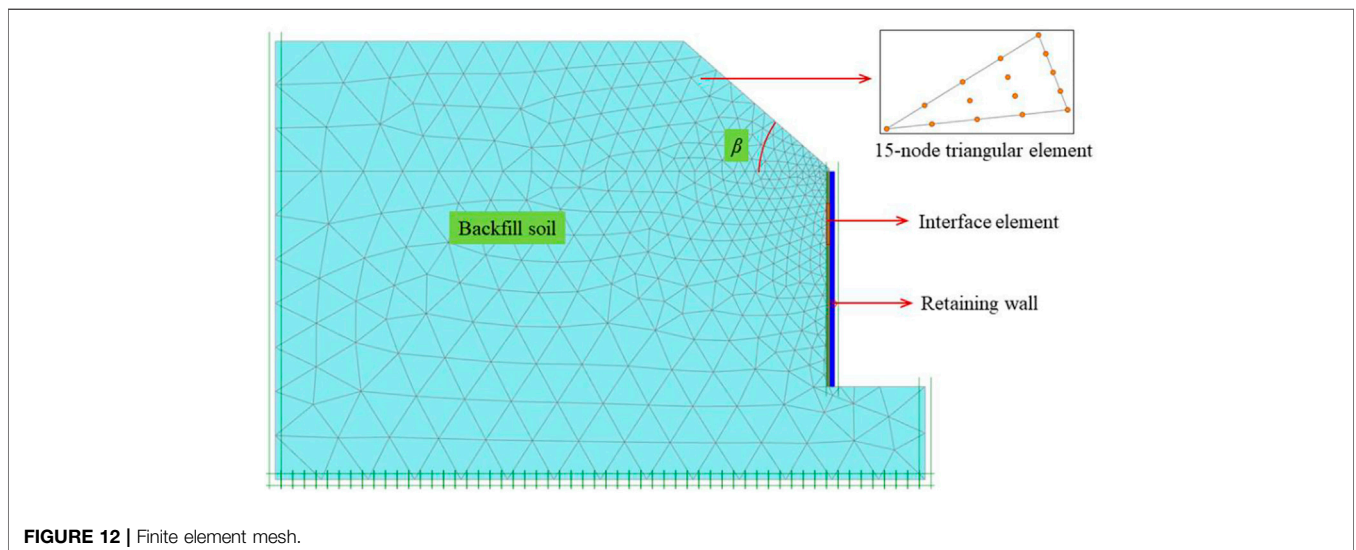 15-node triangular element
β
Backfill soil
Interface element
Retaining wall
FIGURE 12 | Finite element mesh.